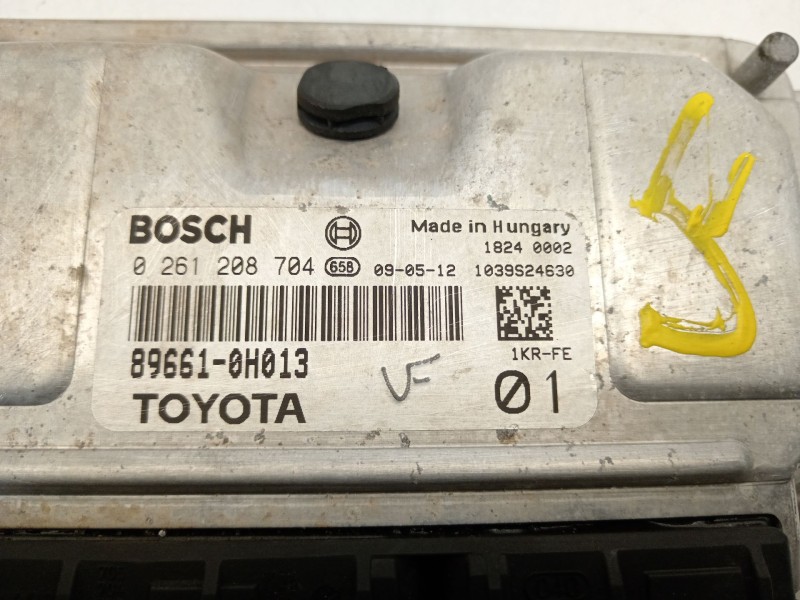 BOSCH Made in Hungary
1824 0002
0 261 208 704 658 09-05-12 1039S24630
89661-0H013 1KR-FE
TOYOTA 01